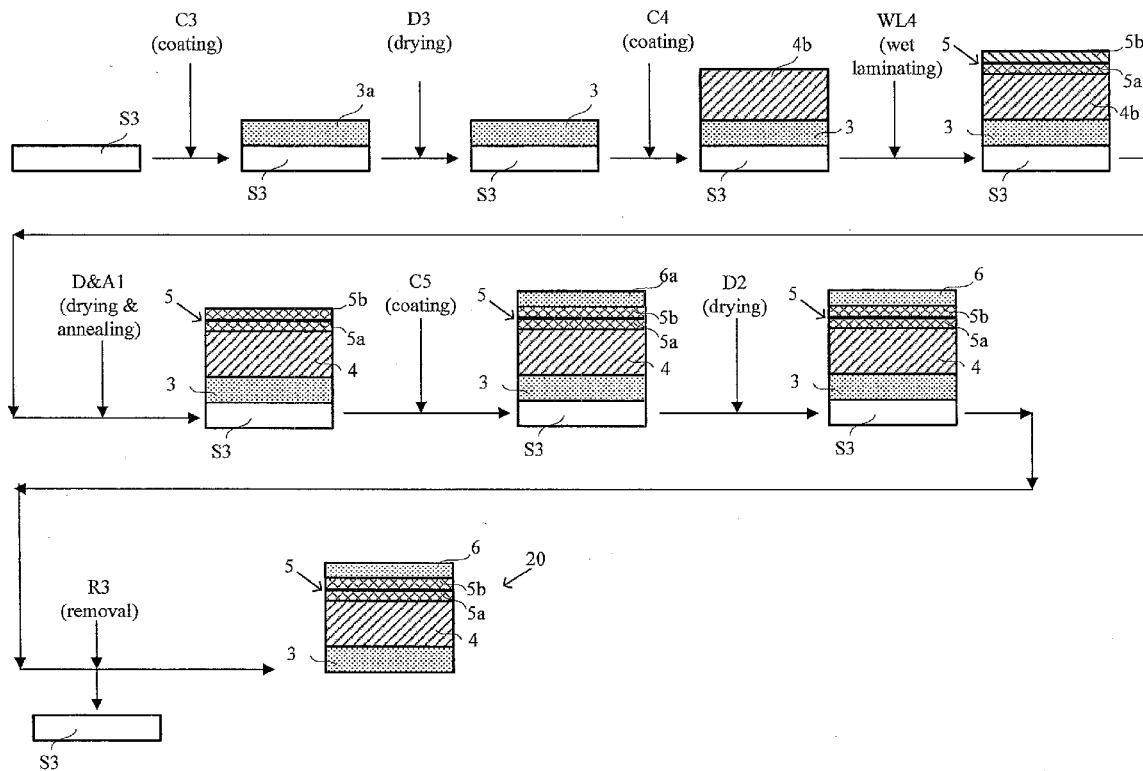 C3
(coating)
D3
(drying)
C4
(coating)
WL4
(wet
laminating)
S3
3a
S3
3
S3
4b
3
S3
5
5b
5a
4b
3
S3
D&A1
(drying &
annealing)
5
5b
5a
4
3
S3
C5
(coating)
6a
5
5b
5a
4
3
S3
D2
(drying)
6
5
5b
5a
4
3
S3
R3
(removal)
S3
6
20
5
5b
5a
4
3